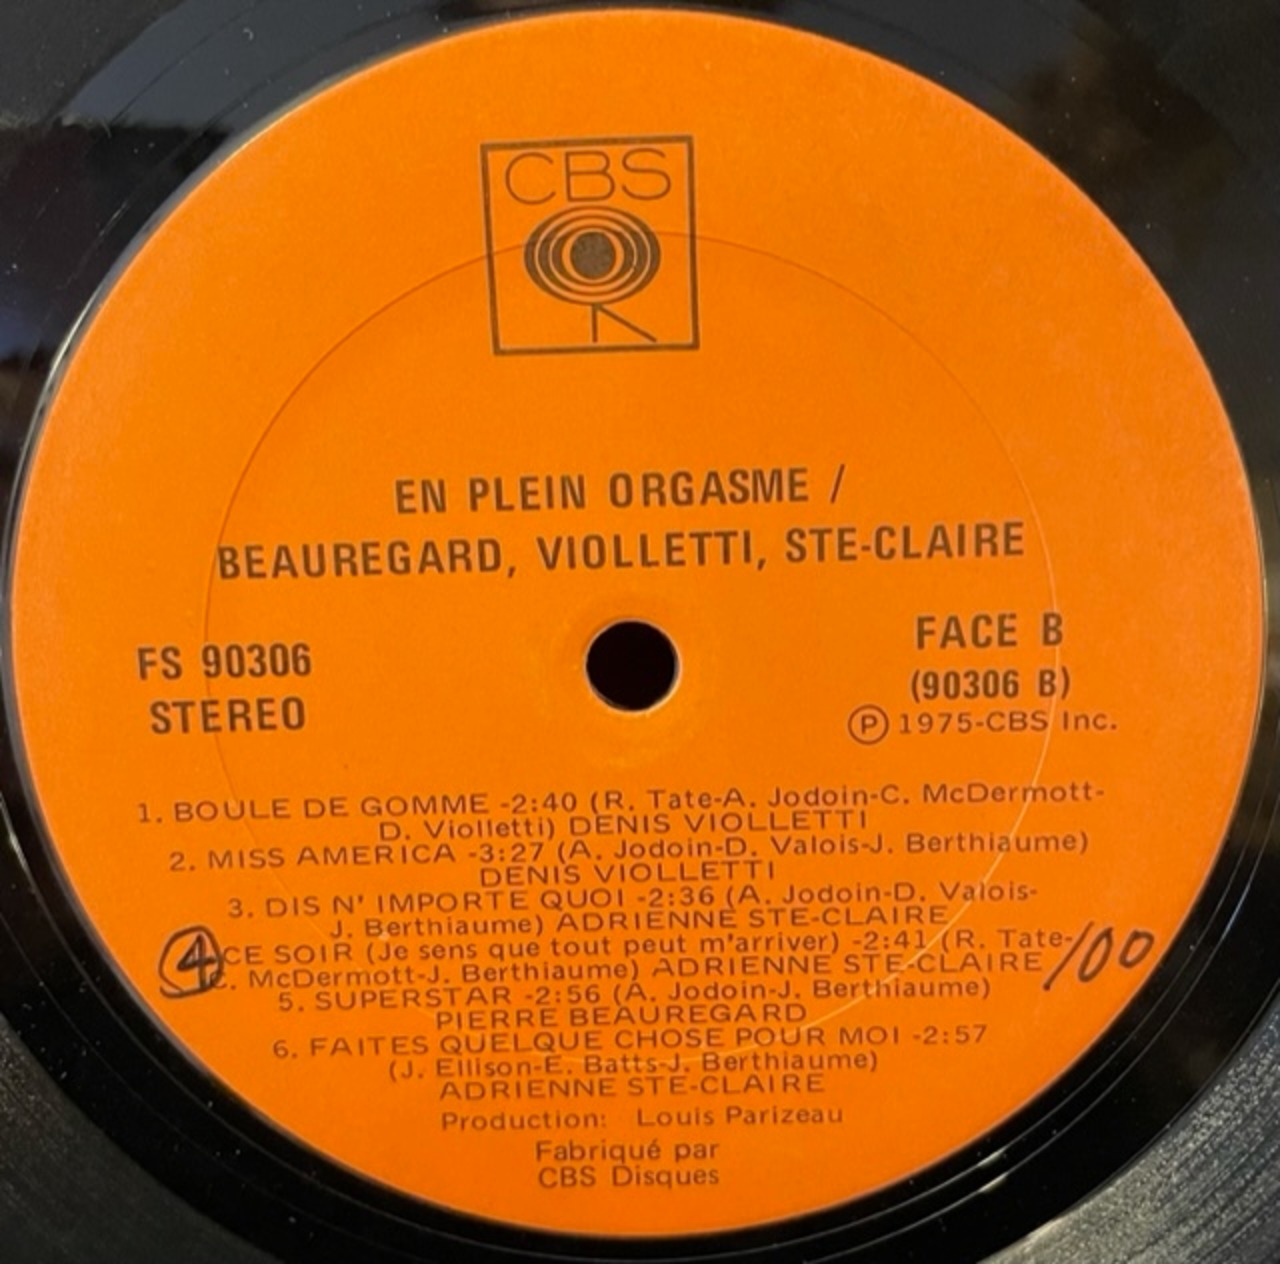 CBS
EN PLEIN ORGASME /
BEAUREGARD, VIOLLETTI, STE-CLAIRE
FS 90306
STEREO
FACE B
(90306 B)
Ⓟ 1975-CBS Inc.
1. BOULE DE GOMME -2:40 (R. Tate-A. Jodoin-C. McDermott-
D. Violletti) DENIS VIOLLETTI
2. MISS AMERICA -3:27 (A. Jodoin-D. Valois-J. Berthiaume)
DENIS VIOLLETTI
3. DIS N' IMPORTE QUOI -2:36 (A. Jodoin-D. Valois-
J. Berthiaume) ADRIENNE STE-CLAIRE
4 CE SOIR (Je sens que tout peut m'arriver) -2:41 (R. Tate-
C. McDermott-J. Berthiaume) ADRIENNE STE-CLAIRE /00
5. SUPERSTAR -2:56 (A. Jodoin-J. Berthiaume)
PIERRE BEAUREGARD
6. FAITES QUELQUE CHOSE POUR MOI -2:57
(J. Ellison-E. Batts-J. Berthiaume)
ADRIENNE STE-CLAIRE
Production: Louis Parizeau
Fabriqué par
CBS Disques